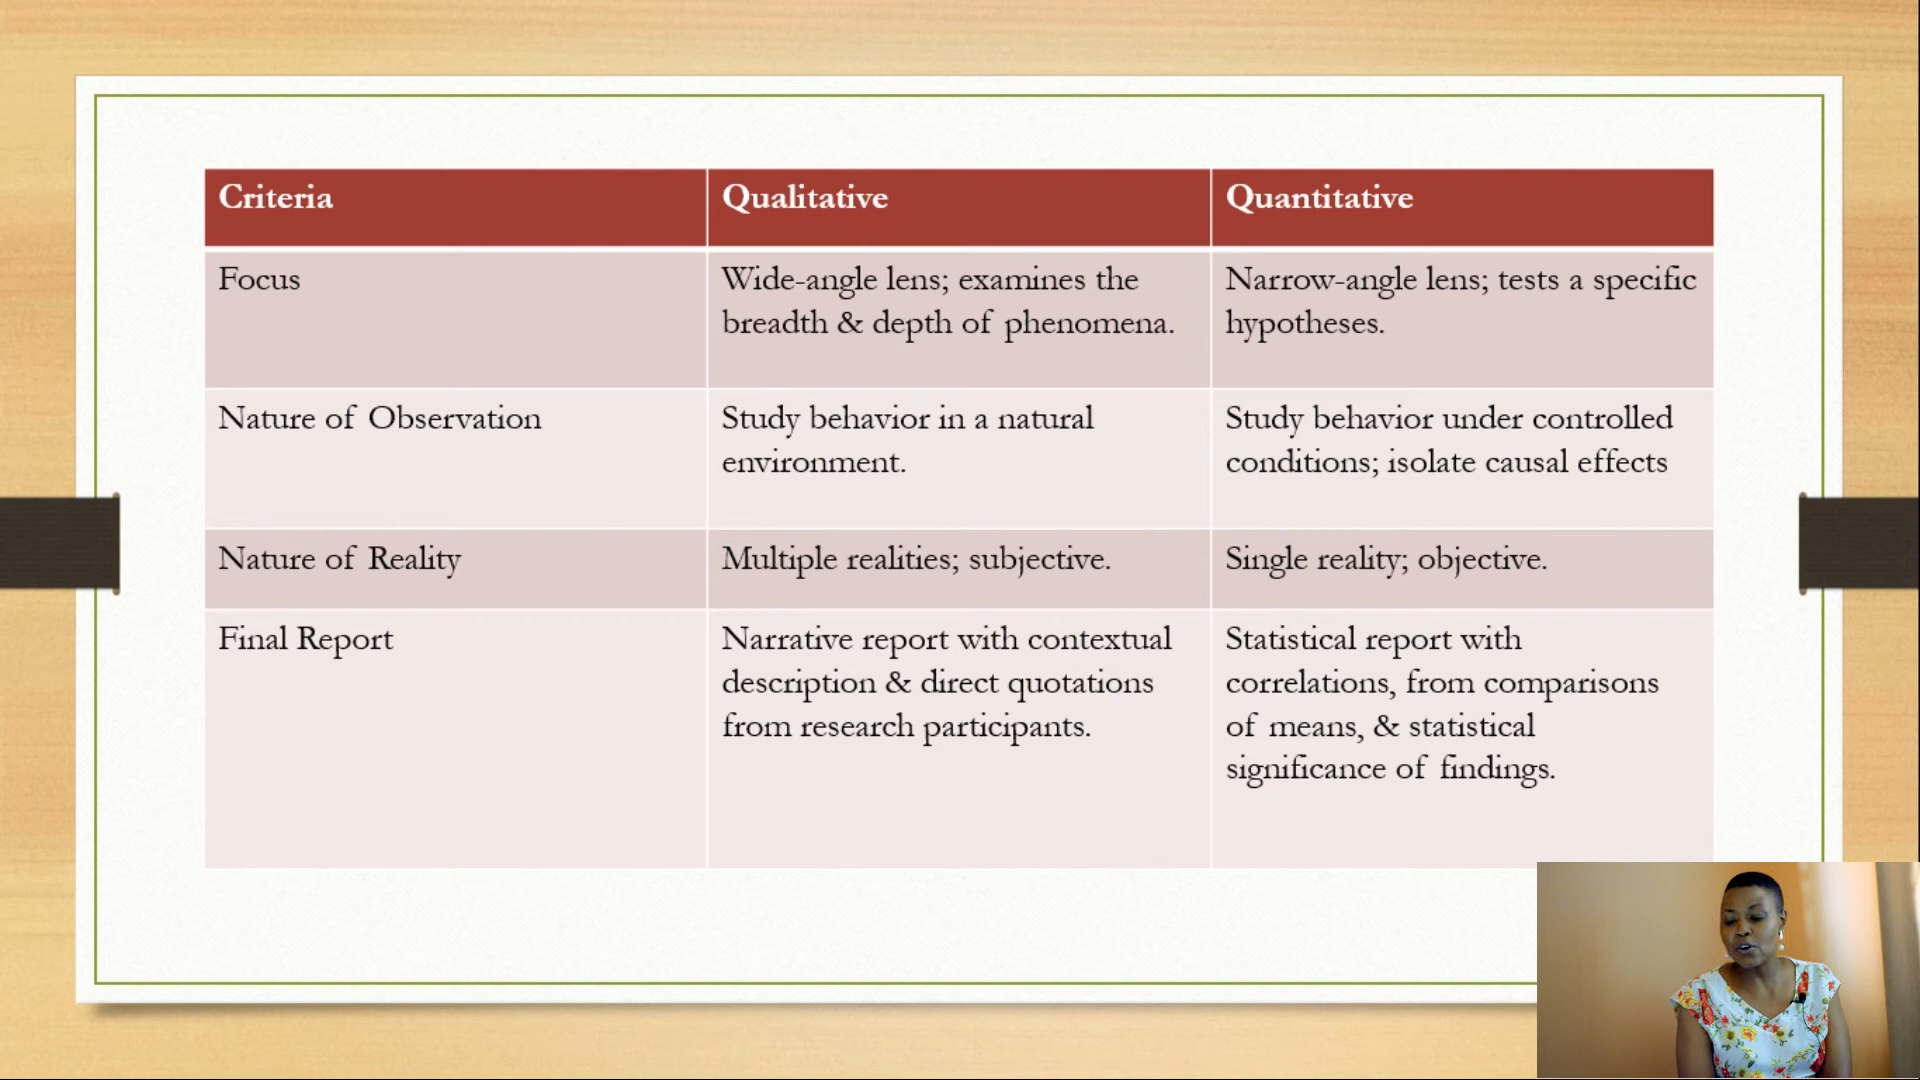 Criteria
Qualitative
Quantitative
Focus
Wide-angle lens; examines the
breadth & depth of phenomena.
Narrow-angle lens; tests a specific
hypotheses.
Nature of Observation
Study behavior in a natural
environment.
Study behavior under controlled
conditions; isolate causal effects
Nature of Reality
Multiple realities; subjective.
Single reality; objective.
Final Report
Narrative report with contextual
description & direct quotations
from research participants.
Statistical report with
correlations, from comparisons
of means, & statistical
significance of findings.